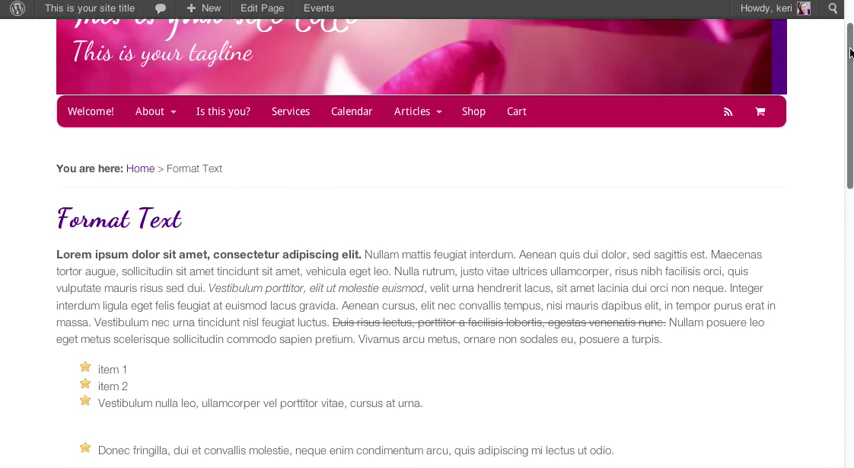 This is your site title New Edit Page Events Howdy, keri
This is your site title
This is your tagline
Welcome! About Is this you? Services Calendar Articles Shop Cart
You are here: Home > Format Text
Format Text
Lorem ipsum dolor sit amet, consectetur adipiscing elit. Nullam mattis feugiat interdum. Aenean quis dui dolor, sed sagittis est. Maecenas
tortor augue, sollicitudin sit amet tincidunt sit amet, vehicula eget leo. Nulla rutrum, justo vitae ultrices ullamcorper, risus nibh facilisis orci, quis
vulputate mauris risus sed dui. Vestibulum porttitor, elit ut molestie euismod, velit urna hendrerit lacus, sit amet lacinia dui orci non neque. Integer
interdum ligula eget felis feugiat at euismod lacus gravida. Aenean cursus, elit nec convallis tempus, nisi mauris dapibus elit, in tempor purus erat in
massa. Vestibulum nec urna tincidunt nisl feugiat luctus. Duis risus lectus, porttitor a facilisis lobortis, egestas venenatis nunc. Nullam posuere leo
eget metus scelerisque sollicitudin commodo sapien pretium. Vivamus arcu metus, ornare non sodales eu, posuere a turpis.
item 1
item 2
Vestibulum nulla leo, ullamcorper vel porttitor vitae, cursus at urna.
Donec fringilla, dui et convallis molestie, neque enim condimentum arcu, quis adipiscing mi lectus ut odio.